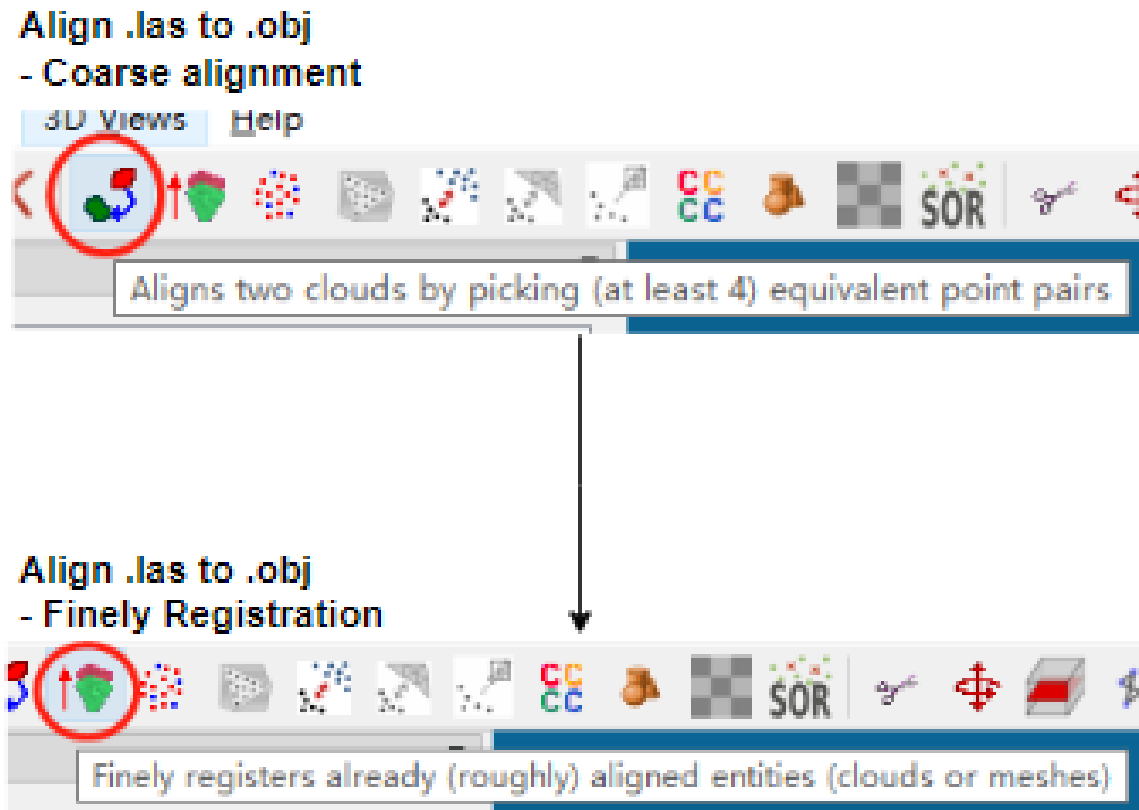 Align .las to .obj
- Coarse alignment
3D Views Help
CC
CC
SOR
Aligns two clouds by picking (at least 4) equivalent point pairs
Align .las to .obj
- Finely Registration
CC
CC
SOR
Finely registers already (roughly) aligned entities (clouds or meshes)